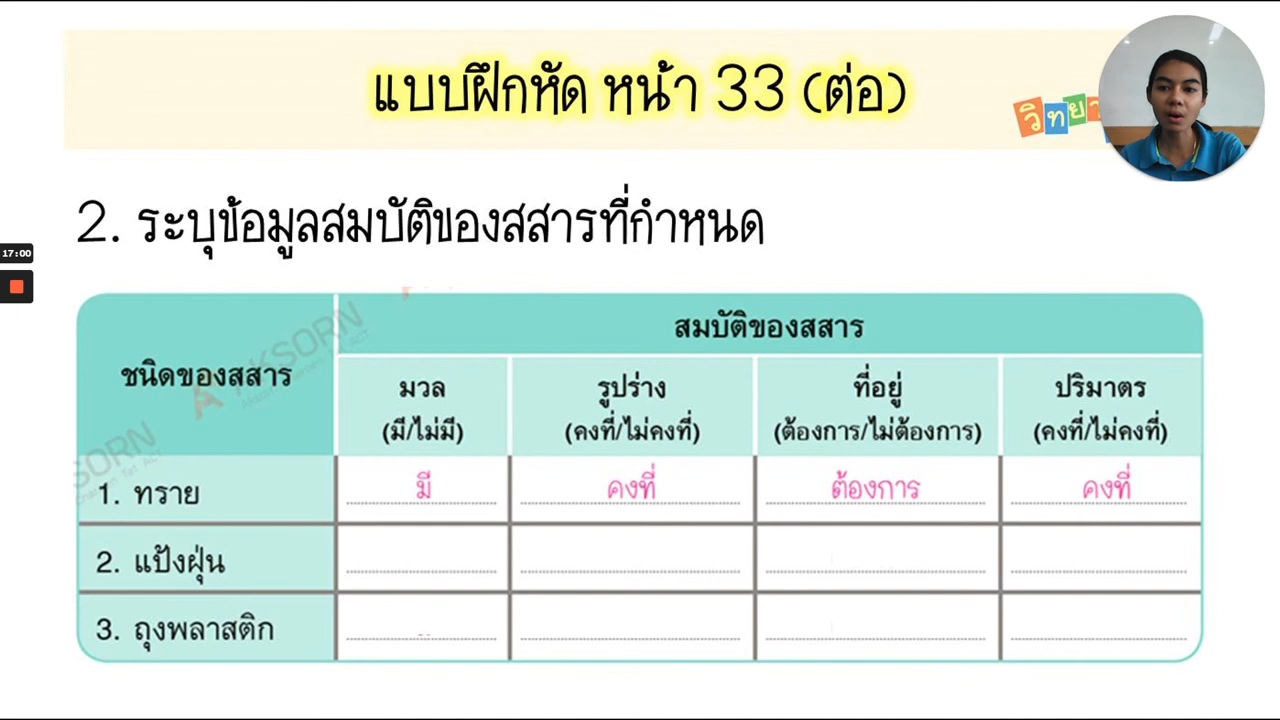 แบบฝึกหัด หน้า 33 (ต่อ)
วิทยา
2. ระบุข้อมูลสมบัติของสสารที่กำหนด
17:00
ชนิดของสสาร
สมบัติของสสาร
มวล
(มี/ไม่มี)
รูปร่าง
(คงที่/ไม่คงที่)
ที่อยู่
(ต้องการ/ไม่ต้องการ)
ปริมาตร
(คงที่/ไม่คงที่)
1. ทราย มี คงที่ ต้องการ คงที่
2. แป้งฝุ่น
3. ถุงพลาสติก
AKSORN
SORN